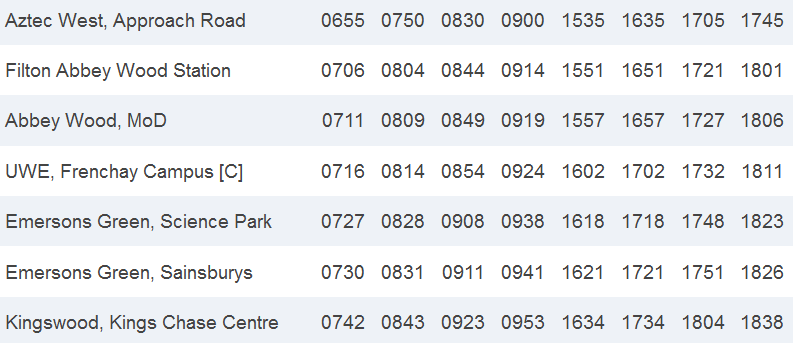 Aztec West, Approach Road 0655 0750 0830 0900 1535 1635 1705 1745
Filton Abbey Wood Station 0706 0804 0844 0914 1551 1651 1721 1801
Abbey Wood, MoD 0711 0809 0849 0919 1557 1657 1727 1806
UWE, Frenchay Campus [C] 0716 0814 0854 0924 1602 1702 1732 1811
Emersons Green, Science Park 0727 0828 0908 0938 1618 1718 1748 1823
Emersons Green, Sainsburys 0730 0831 0911 0941 1621 1721 1751 1826
Kingswood, Kings Chase Centre 0742 0843 0923 0953 1634 1734 1804 1838